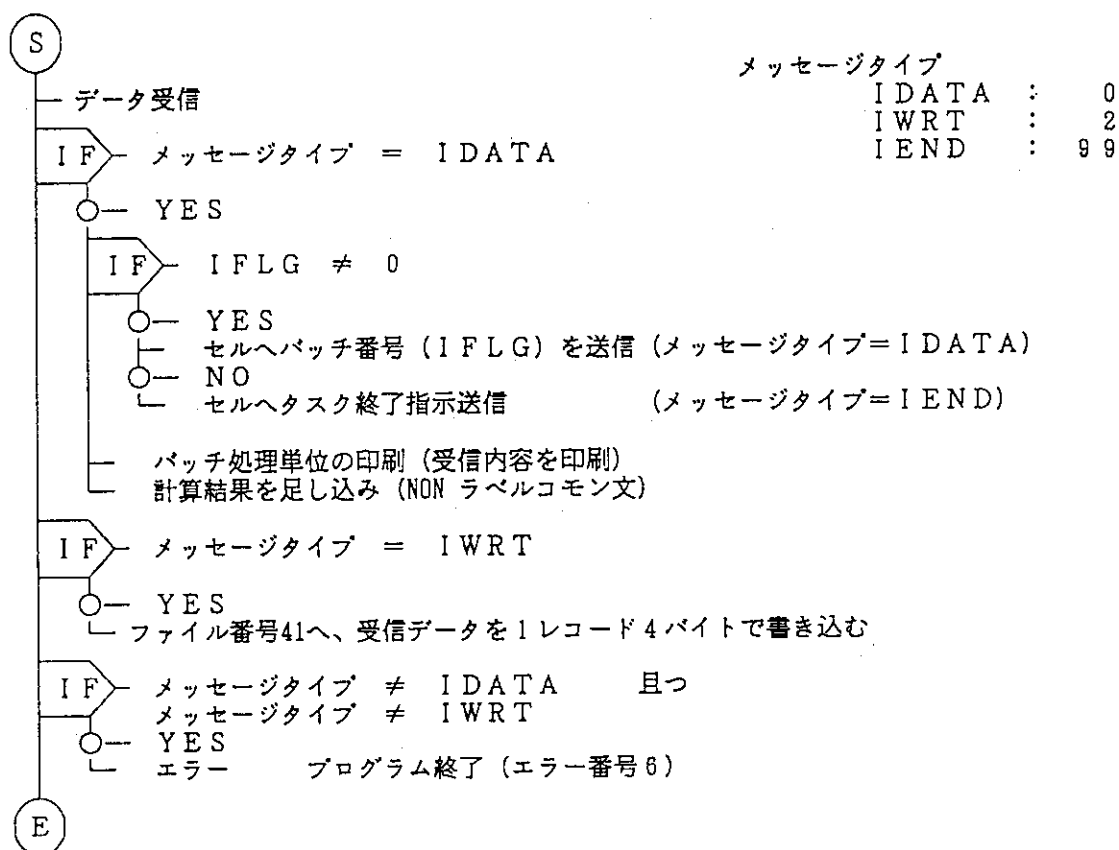 S
メッセージタイプ
IDATA : 0
IWRT : 2
IEND : 99
データ受信
IF メッセージタイプ = IDATA
YES
IF IFLG ≠ 0
YES
セルへバッチ番号(IFLG)を送信(メッセージタイプ=IDATA)
NO
セルへタスク終了指示送信 (メッセージタイプ=IEND)
バッチ処理単位の印刷(受信内容を印刷)
計算結果を足し込み(NON ラベルコモン文)
IF メッセージタイプ = IWRT
YES
ファイル番号41へ、受信データを1レコード4バイトで書き込む
IF メッセージタイプ ≠ IDATA 且つ
メッセージタイプ ≠ IWRT
YES
エラー プログラム終了(エラー番号6)
E